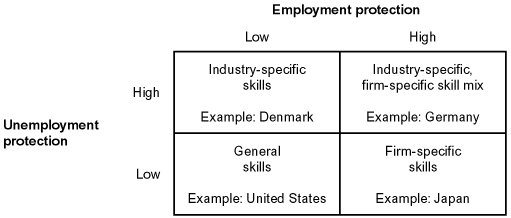 Employment protection
Low
High
High
Industry-specific
skills
Example: Denmark
Industry-specific,
firm-specific skill mix
Example: Germany
Unemployment
protection
Low
General
skills
Example: United States
Firm-specific
skills
Example: Japan